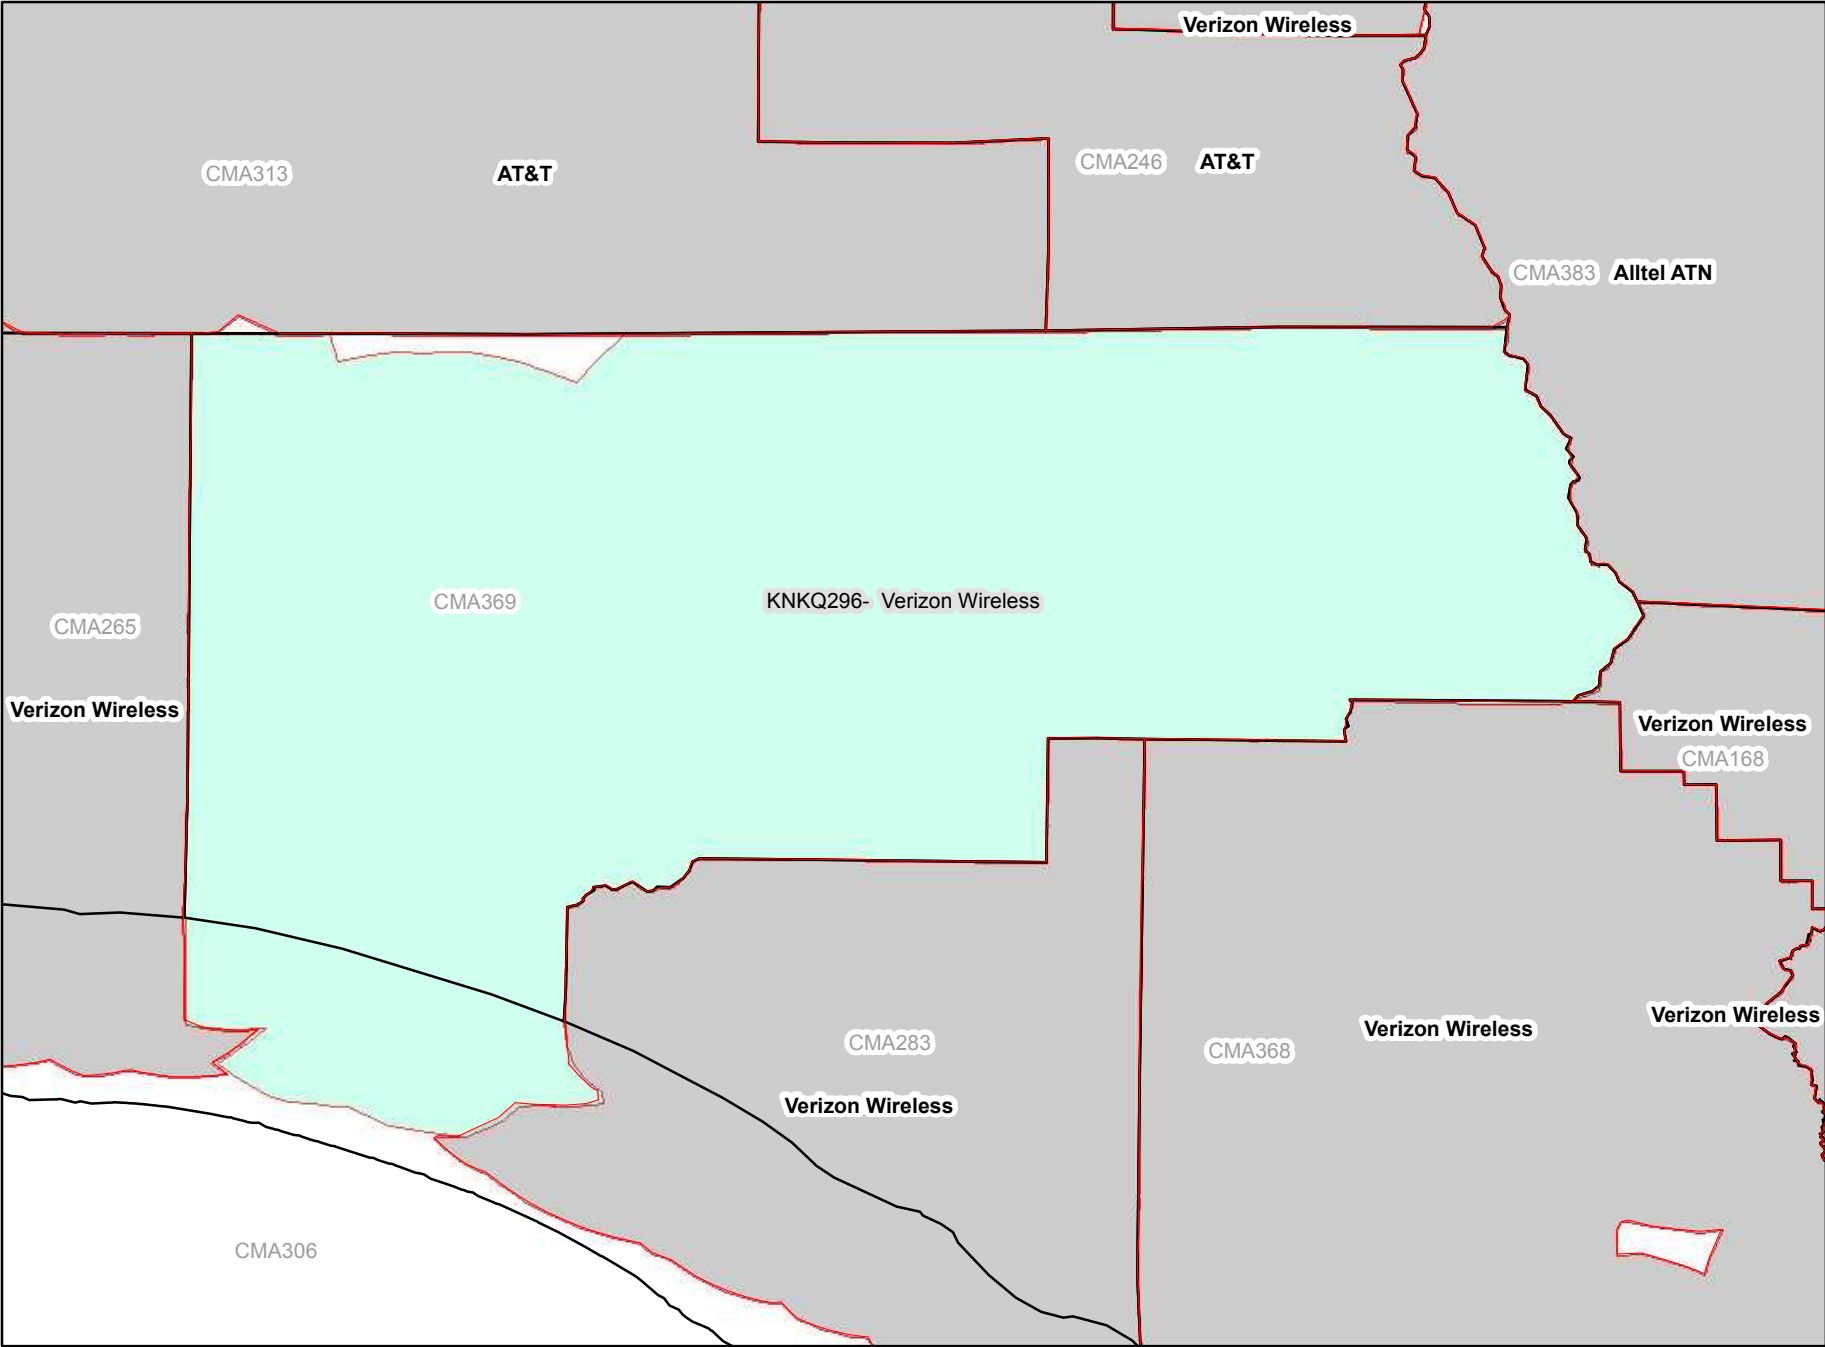 Verizon Wireless
CMA313 AT&T
CMA246 AT&T
CMA383 Alltel ATN
CMA369
KNKQ296- Verizon Wireless
CMA265
Verizon Wireless
Verizon Wireless
CMA168
Verizon Wireless
Verizon Wireless
CMA283
CMA368
Verizon Wireless
CMA306